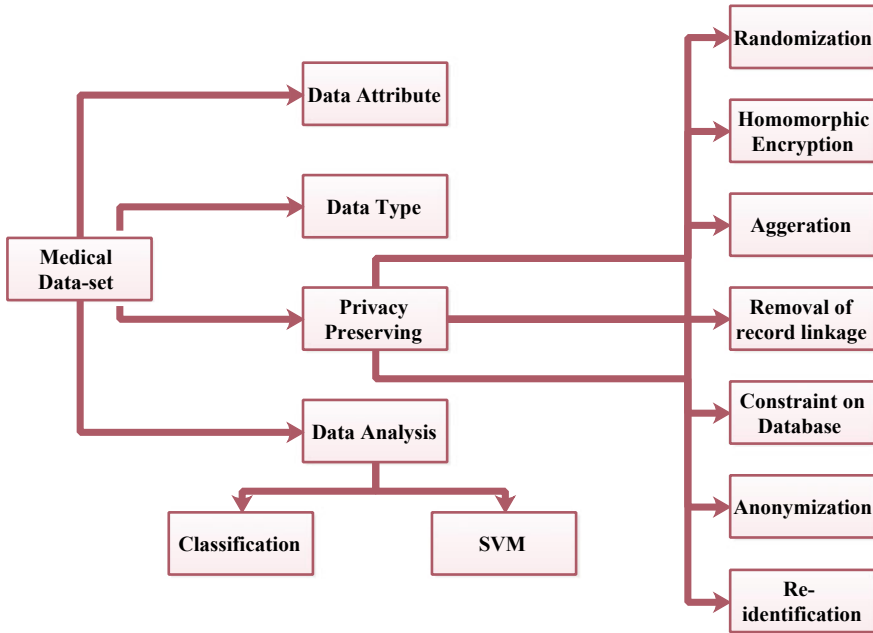 Medical
Data-set
Data Attribute
Data Type
Privacy
Preserving
Data Analysis
Classification
SVM
Randomization
Homomorphic
Encryption
Aggeration
Removal of
record linkage
Constraint on
Database
Anonymization
Re-
identification